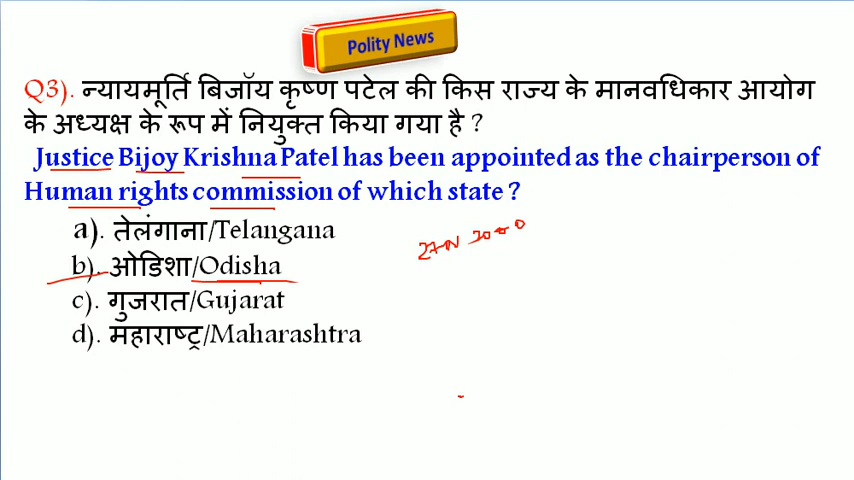 Polity News
Q3). न्यायमूर्ति बिजॉय कृष्ण पटेल की किस राज्य के मानवधिकार आयोग
के अध्यक्ष के रूप में नियुक्त किया गया है ?
Justice Bijoy Krishna Patel has been appointed as the chairperson of
Human rights commission of which state ?
a). तेलंगाना/Telangana
b). ओडिशा/Odisha
c). गुजरात/Gujarat
d). महाराष्ट्र/Maharashtra